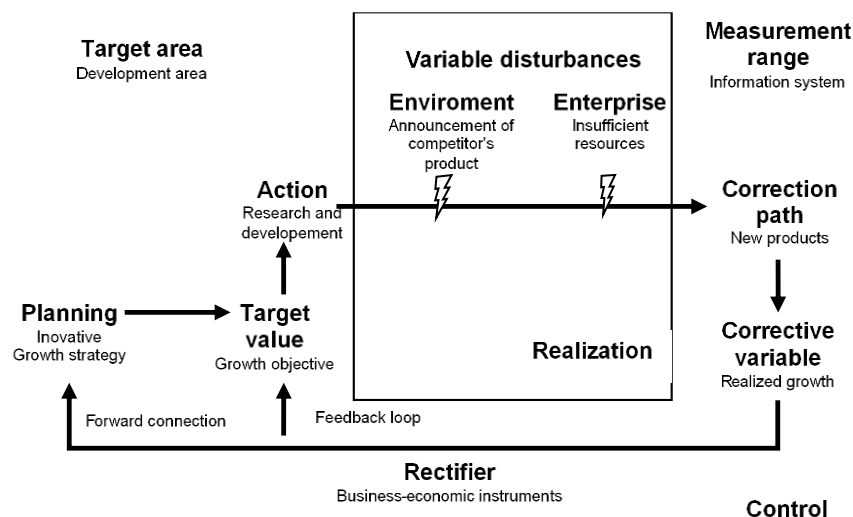 Target area
Development area
Variable disturbances
Measurement
range
Information system
Enviroment
Announcement of
competitor's
product
Enterprise
Insufficient
resources
Action
Research and
developement
Correction
path
New products
Planning
Inovative
Growth strategy
Target
value
Growth objective
Realization
Corrective
variable
Realized growth
Forward connection
Feedback loop
Rectifier
Business-economic instruments
Control